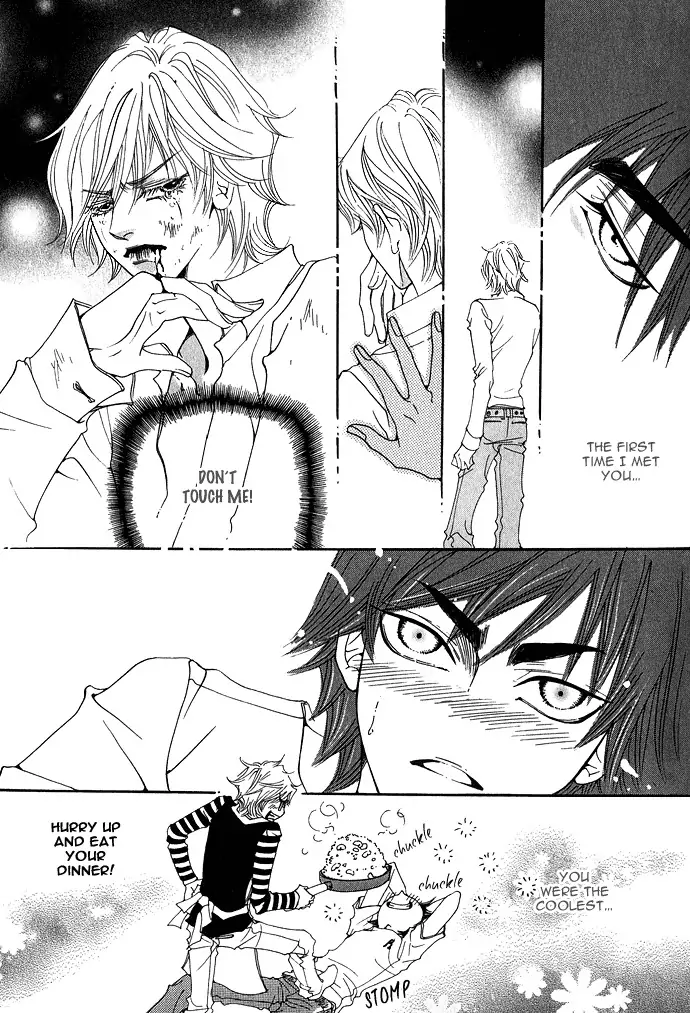 THE FIRST
TIME I MET
YOU...
DON'T
TOUCH ME!
YOU
WERE THE
COOLEST...
chuckle
chuckle
HURRY UP
AND EAT
YOUR
DINNER!
STOMP
A